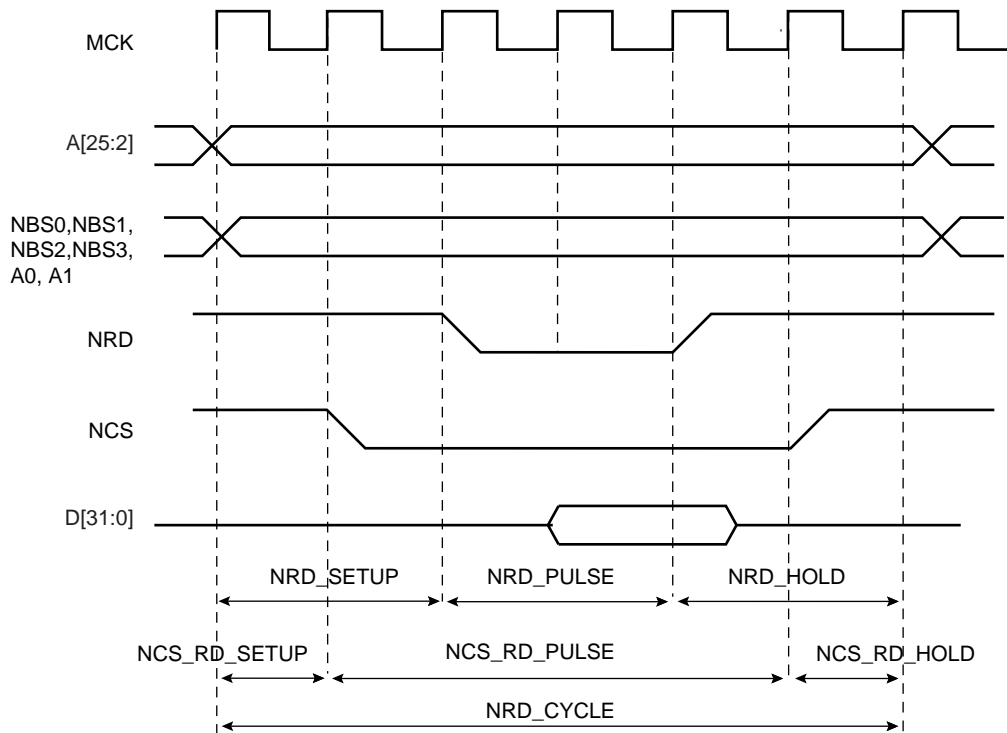 MCK
A[25:2]
NBS0,NBS1,
NBS2,NBS3,
A0, A1
NRD
NCS
D[31:0]
NRD_SETUP NRD_PULSE NRD_HOLD
NCS_RD_SETUP NCS_RD_PULSE NCS_RD_HOLD
NRD_CYCLE